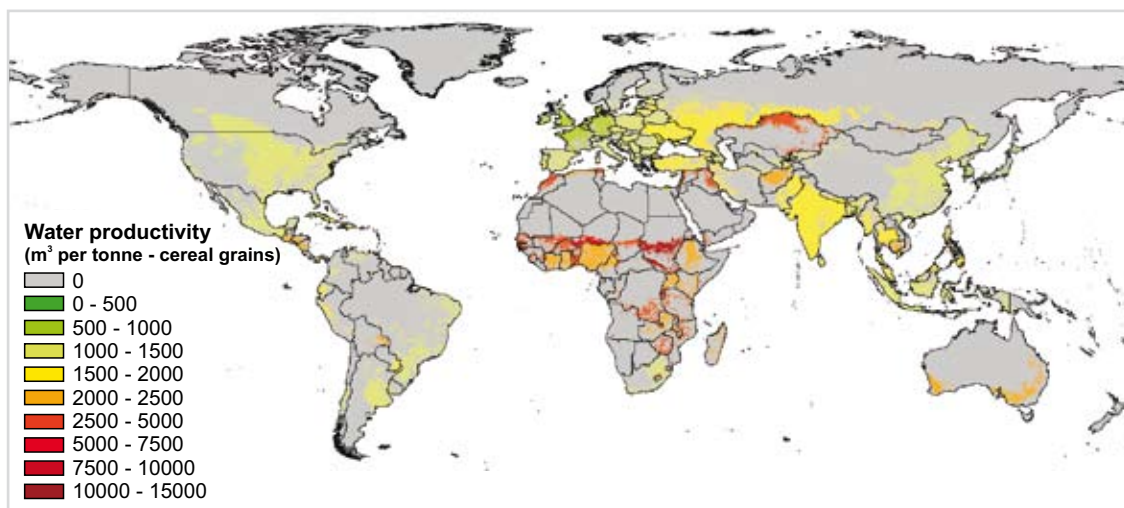 Water productivity
(m³ per tonne - cereal grains)
0
0 - 500
500 - 1000
1000 - 1500
1500 - 2000
2000 - 2500
2500 - 5000
5000 - 7500
7500 - 10000
10000 - 15000